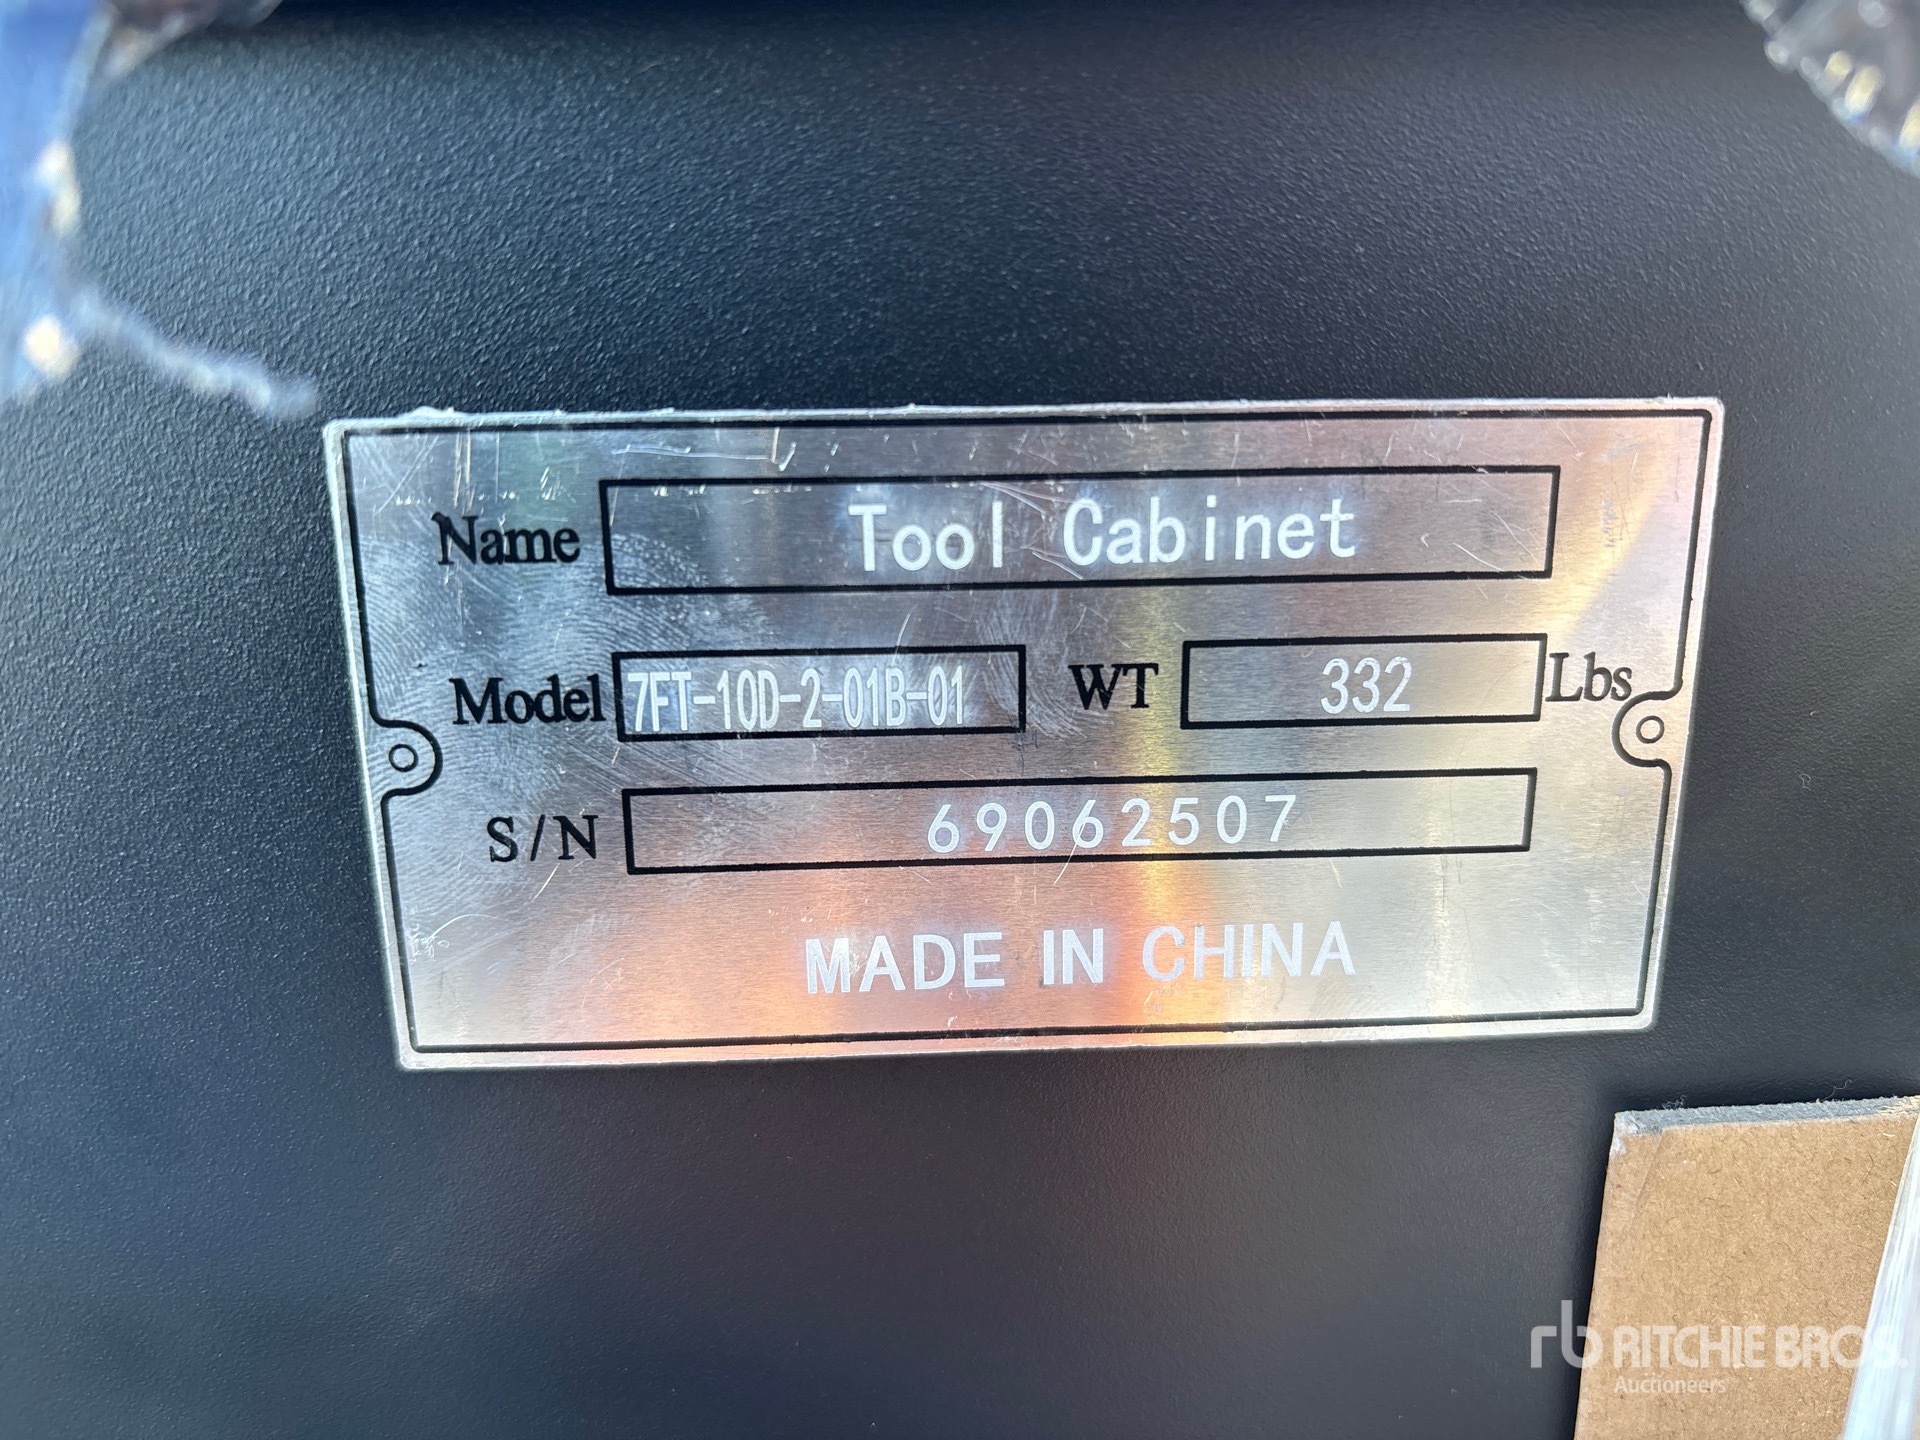 Name Tool Cabinet
Model 7FT-10D-2-01B-01 WT 332 Lbs
S/N 69062507
MADE IN CHINA
rb RITCHIE BROS.
Auctioneers